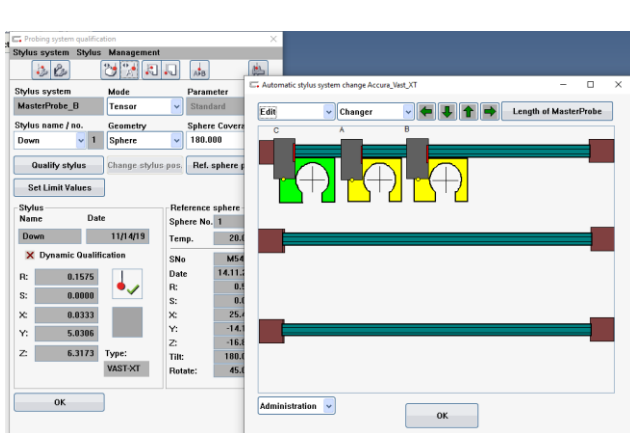 Probing system qualification
Stylus system Stylus Management
Stylus system Mode Parameter
MasterProbe_B Tensor Standard
Stylus name / no. Geometry Sphere Covera
Down 1 Sphere 180.000
Qualify stylus Change stylus pos. Ref. sphere p
Set Limit Values
Stylus
Name Date
Down 11/14/19
Dynamic Qualification
R: 0.1575
S: 0.0000
X: 0.0333
Y: 5.0306
Z: 6.3173 Type:
VAST-XT
OK
Reference sphere
Sphere No. 1
Temp. 20.0
SNo M54
Date 14.11.2
R: 0.5
S: 0.0
X: 25.4
Y: -14.1
Z: -16.8
Tilt: 180.0
Rotate: 45.0
Automatic stylus system change Accura_Vast_XT
Edit Changer Length of MasterProbe
C A B
Administration OK